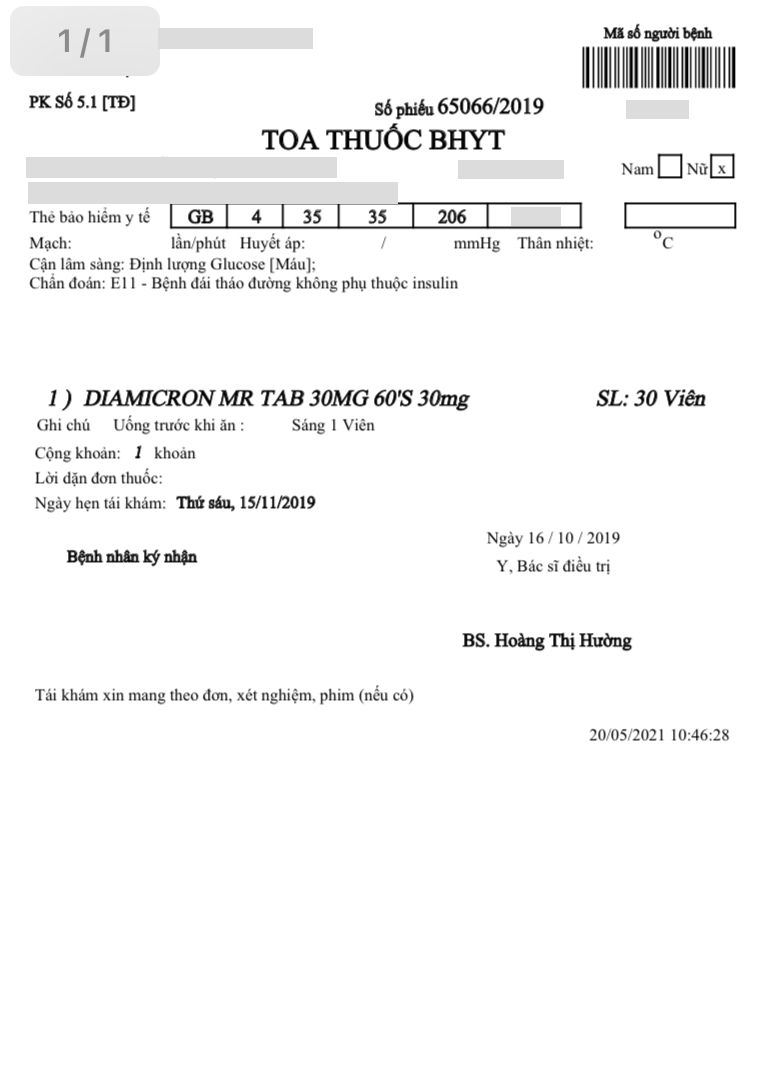 1/1
Mã số người bệnh
PK Số 5.1 [TĐ]
Số phiếu 65066/2019
TOA THUỐC BHYT
Nam Nữ x
Thẻ bảo hiểm y tế GB 4 35 35 206
Mạch: lần/phút Huyết áp: / mmHg Thân nhiệt: °C
Cận lâm sàng: Định lượng Glucose [Máu];
Chẩn đoán: E11 - Bệnh đái tháo đường không phụ thuộc insulin
1 ) DIAMICRON MR TAB 30MG 60'S 30mg SL: 30 Viên
Ghi chú Uống trước khi ăn : Sáng 1 Viên
Cộng khoản: 1 khoản
Lời dặn đơn thuốc:
Ngày hẹn tái khám: Thứ sáu, 15/11/2019
Ngày 16 / 10 / 2019
Bệnh nhân ký nhận
Y, Bác sĩ điều trị
BS. Hoàng Thị Hường
Tái khám xin mang theo đơn, xét nghiệm, phim (nếu có)
20/05/2021 10:46:28